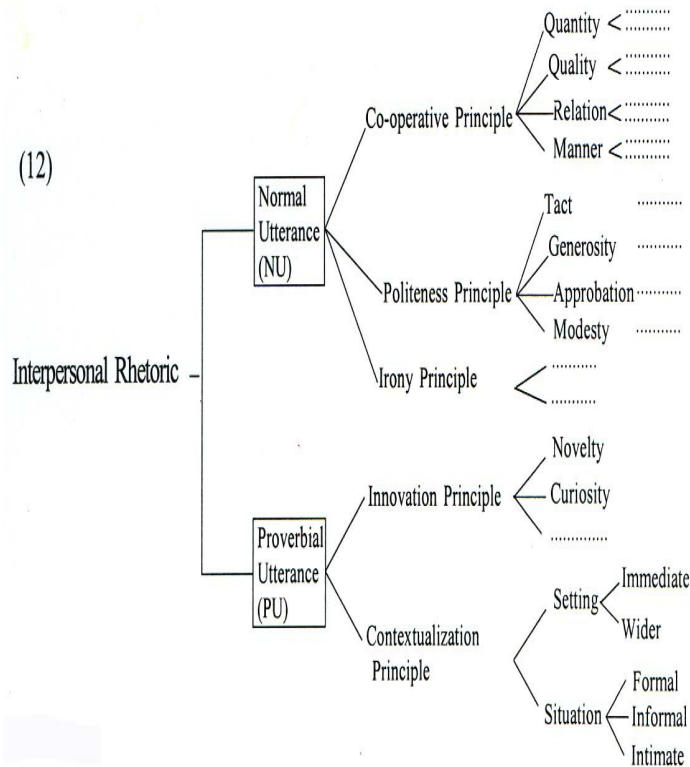 (12)
Interpersonal Rhetoric
Normal
Utterance
(NU)
Co-operative Principle
Quantity < ............
............
Quality < ............
............
Relation < ............
............
Manner < ............
............
Politeness Principle
Tact ...........
Generosity ...........
Approbation ...........
Modesty ...........
Irony Principle
...........
...........
Proverbial
Utterance
(PU)
Innovation Principle
Novelty
Curiosity
..............
Contextualization
Principle
Setting
Immediate
Wider
Situation
Formal
Informal
Intimate